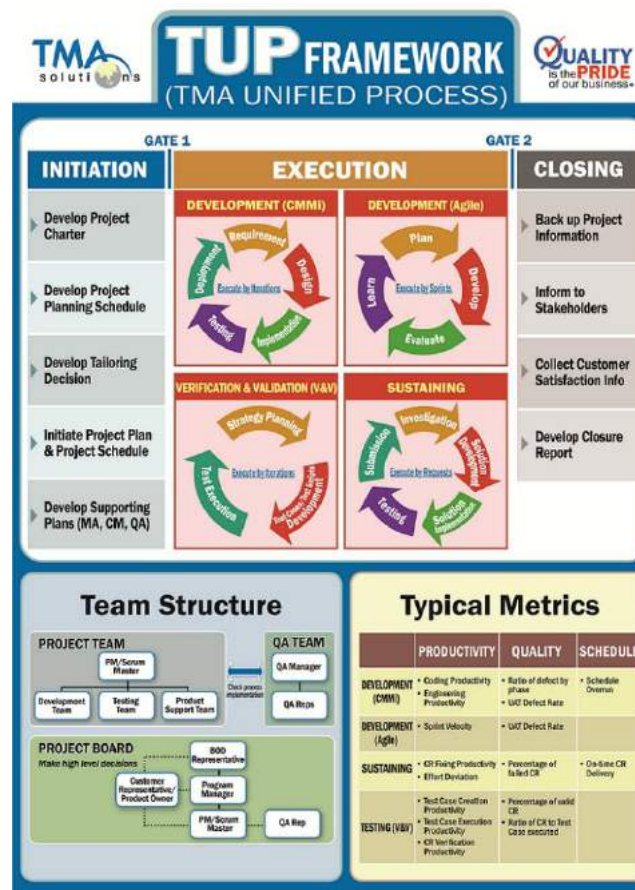 TMA
solutions
TUP FRAMEWORK
(TMA UNIFIED PROCESS)
QUALITY
is the PRIDE
of our business
GATE 1
GATE 2
INITIATION
Develop Project
Charter
Develop Project
Planning Schedule
Develop Tailoring
Decision
Initiate Project Plan
& Project Schedule
Develop Supporting
Plans (MA, CM, QA)
EXECUTION
DEVELOPMENT (CMMi)
Requirement
Design
Implementation
Testing
Deployment
Execute by Iterations
DEVELOPMENT (Agile)
Plan
Develop
Evaluate
Learn
Execute by Sprints
VERIFICATION & VALIDATION (V&V)
Strategy Planning
Test Cases, Test Scripts
Development
Test Execution
Execute by Iterations
SUSTAINING
Investigation
Solution
Development
Solution
Implementation
Testing
Submission
Execute by Requests
CLOSING
Back up Project
Information
Inform to
Stakeholders
Collect Customer
Satisfaction Info
Develop Closure
Report
Team Structure
PROJECT TEAM
PM/Scrum
Master
Development
Team
Testing
Team
Product
Support Team
Check process
implementation
QA TEAM
QA Manager
QA Reps
PROJECT BOARD
Make high level decisions
BOD
Representative
Customer
Representative/
Product Owner
Program
Manager
PM/Scrum
Master
QA Rep
Typical Metrics
PRODUCTIVITY
QUALITY
SCHEDULE
DEVELOPMENT
(CMMi)
• Coding Productivity
• Engineering
Productivity
• Ratio of defect by
phase
• UAT Defect Rate
• Schedule
Overrun
DEVELOPMENT
(Agile)
• Sprint Velocity
• UAT Defect Rate
SUSTAINING
• CR Fixing Productivity
• Effort Deviation
• Percentage of
failed CR
• On-time CR
Delivery
TESTING (V&V)
• Test Case Creation
Productivity
• Test Case Execution
Productivity
• CR Verification
Productivity
• Percentage of valid
CR
• Ratio of CR to Test
Case executed